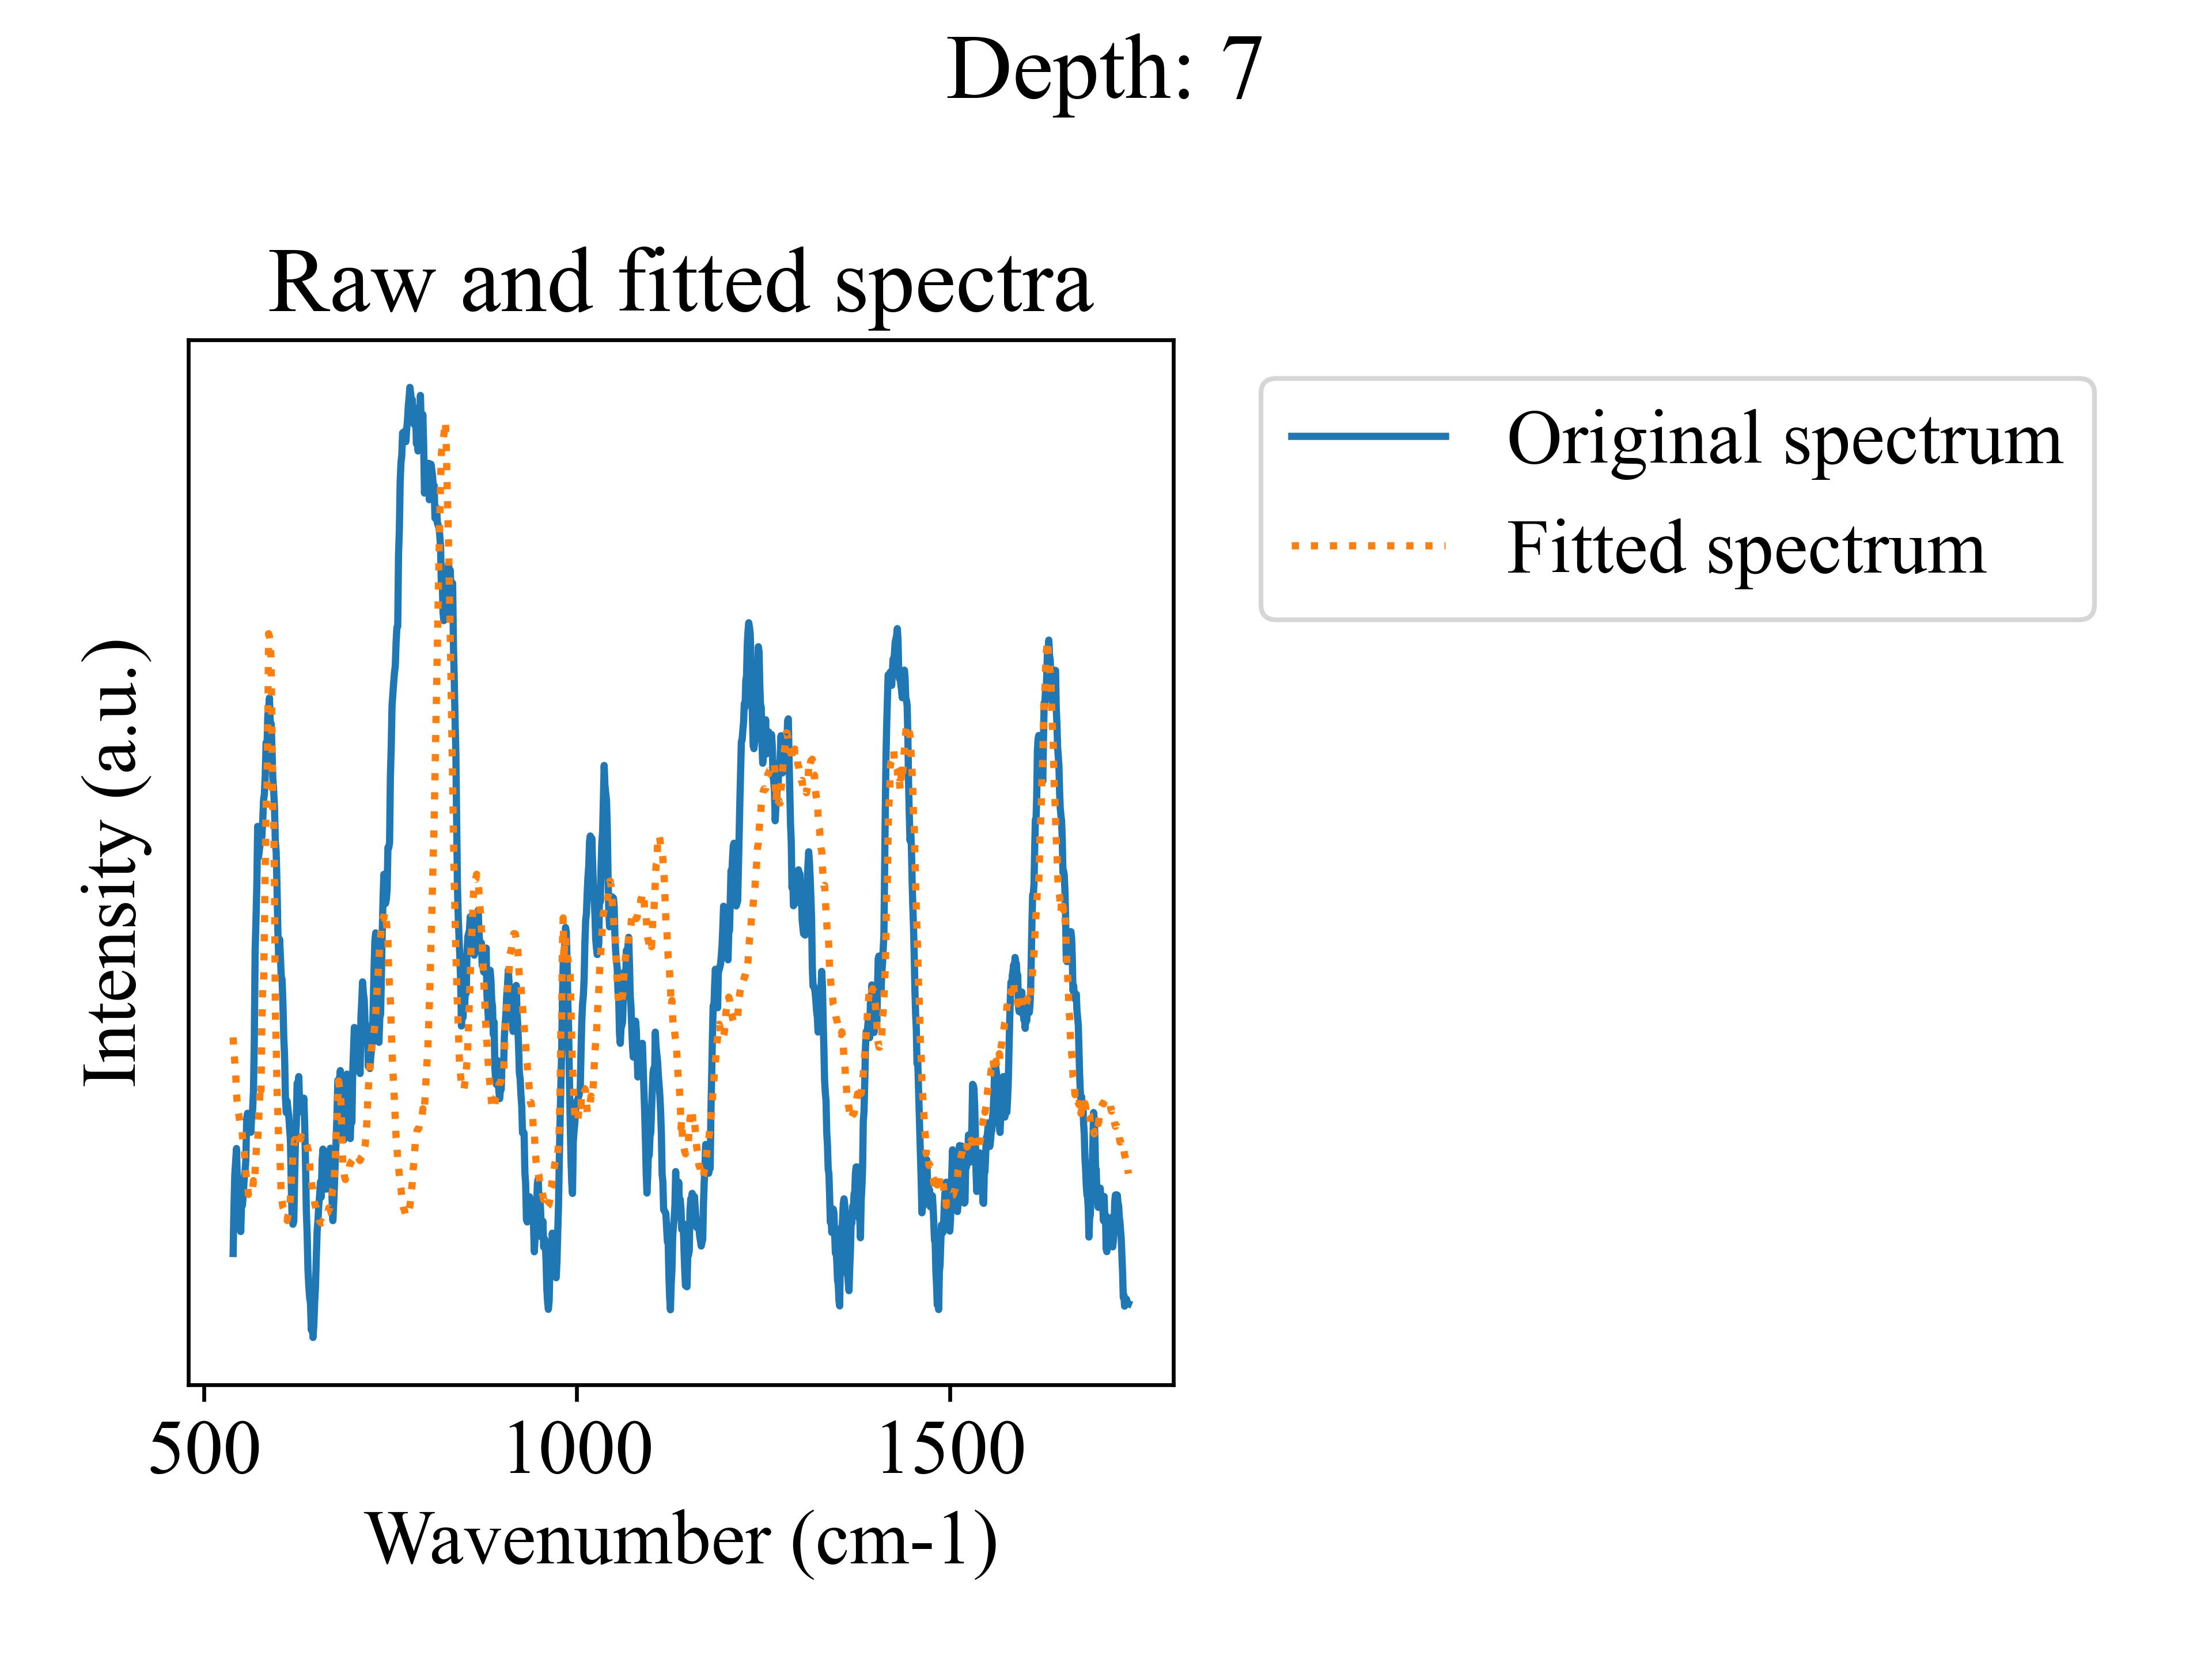 Depth: 7
Raw and fitted spectra
Original spectrum
Fitted spectrum
Intensity (a.u.)
500 1000 1500
Wavenumber (cm-1)